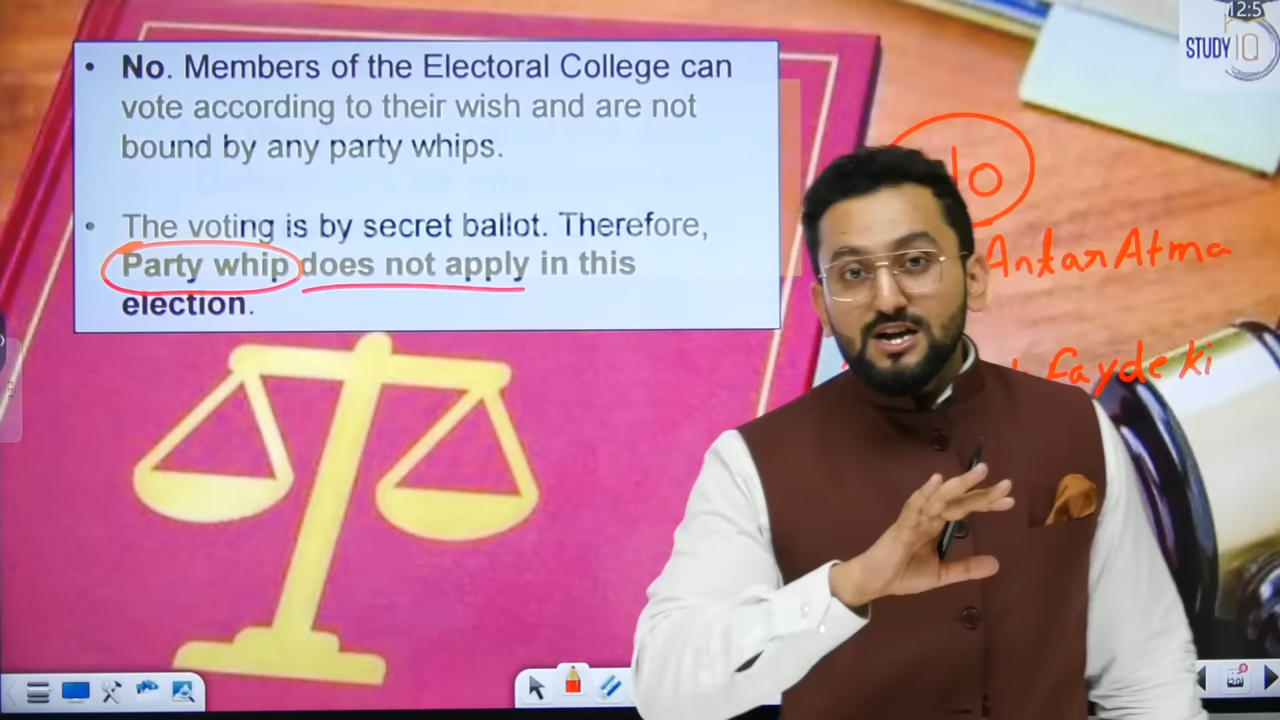 12:5
STUDY IQ
• No. Members of the Electoral College can
vote according to their wish and are not
bound by any party whips.
• The voting is by secret ballot. Therefore,
Party whip does not apply in this
election.
Antar Atma
fayde ki